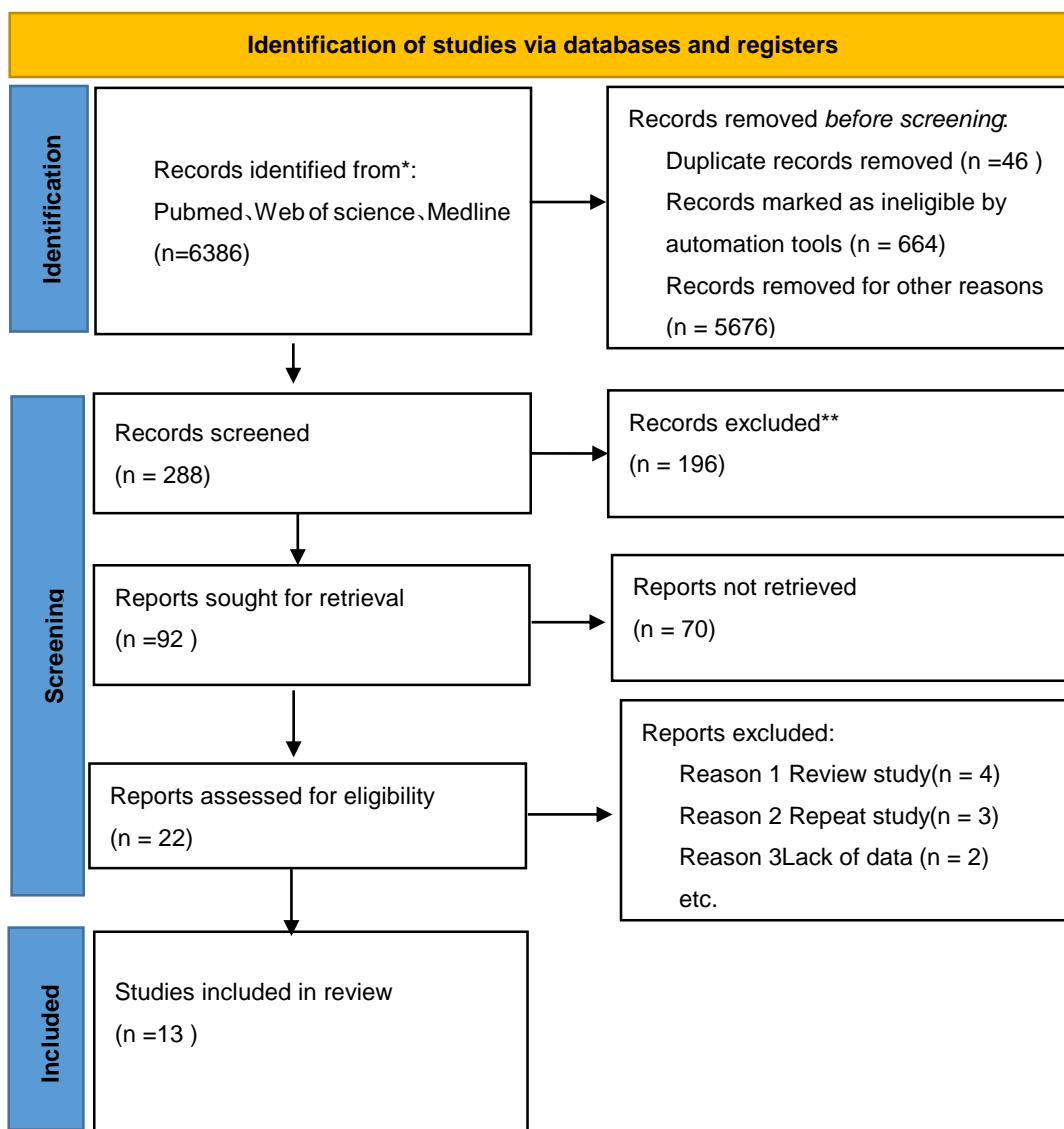 Identification of studies via databases and registers
Identification
Records identified from*:
Pubmed、Web of science、Medline
(n=6386)
Records removed before screening:
Duplicate records removed (n =46 )
Records marked as ineligible by
automation tools (n = 664)
Records removed for other reasons
(n = 5676)
Screening
Records screened
(n = 288)
Records excluded**
(n = 196)
Reports sought for retrieval
(n =92 )
Reports not retrieved
(n = 70)
Reports assessed for eligibility
(n = 22)
Reports excluded:
Reason 1 Review study(n = 4)
Reason 2 Repeat study(n = 3)
Reason 3Lack of data (n = 2)
etc.
Included
Studies included in review
(n =13 )